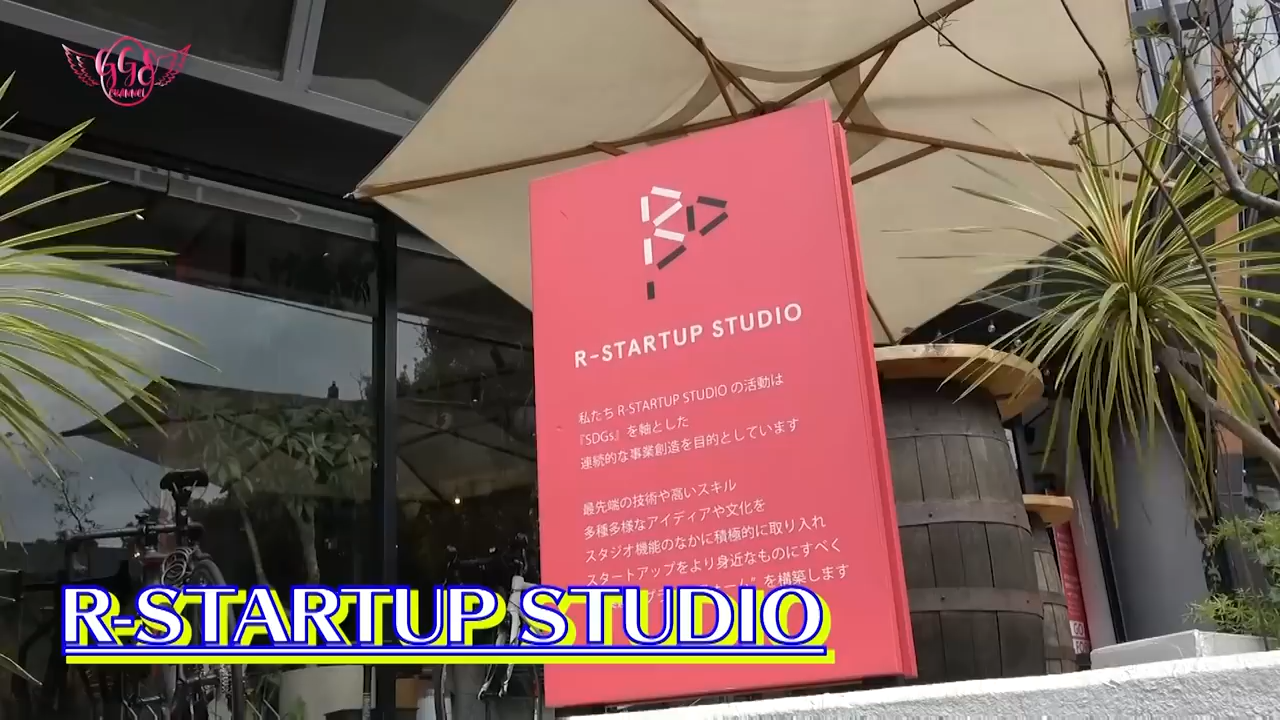 GGS
CHANNEL
R-STARTUP STUDIO
私たち R-STARTUP STUDIO の活動は
『SDGs』を軸とした
連続的な事業創造を目的としています
最先端の技術や高いスキル
多種多様なアイディアや文化を
スタジオ機能のなかに積極的に取り入れ
スタートアップをより身近なものにすべく
を構築します
R-STARTUP STUDIO